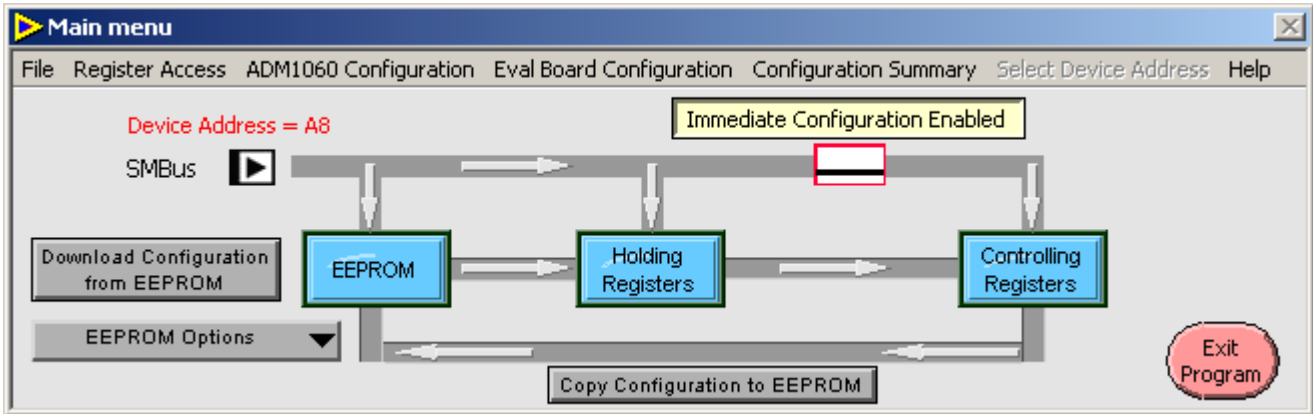 Main menu
File Register Access ADM1060 Configuration Eval Board Configuration Configuration Summary Select Device Address Help
Device Address = A8
Immediate Configuration Enabled
SMBus
Download Configuration
from EEPROM
EEPROM
Holding
Registers
Controlling
Registers
EEPROM Options
Copy Configuration to EEPROM
Exit
Program